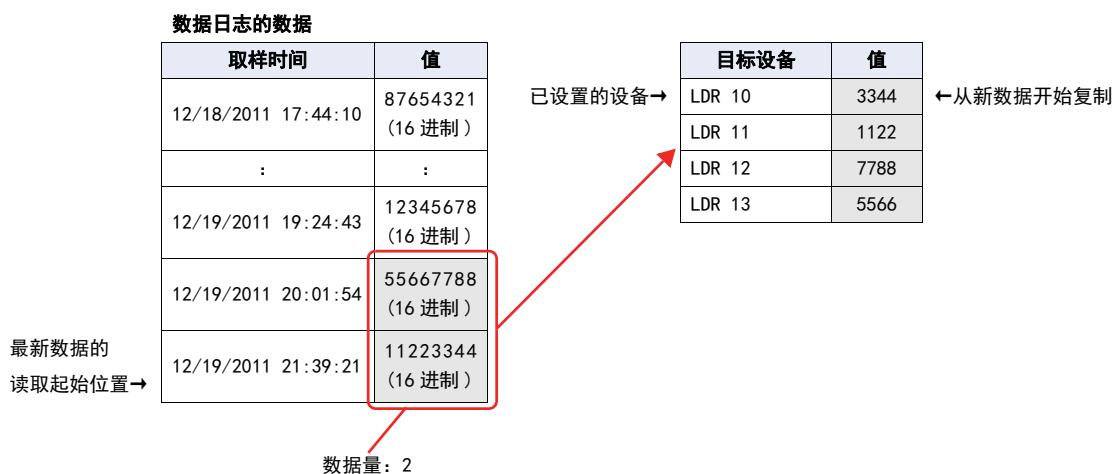 数据日志的数据
取样时间 值
12/18/2011 17:44:10 87654321
(16 进制 )
: :
12/19/2011 19:24:43 12345678
(16 进制 )
12/19/2011 20:01:54 55667788
(16 进制 )
12/19/2011 21:39:21 11223344
(16 进制 )
最新数据的
读取起始位置→
数据量: 2
目标设备 值
已设置的设备→ LDR 10 3344 ←从新数据开始复制
LDR 11 1122
LDR 12 7788
LDR 13 5566